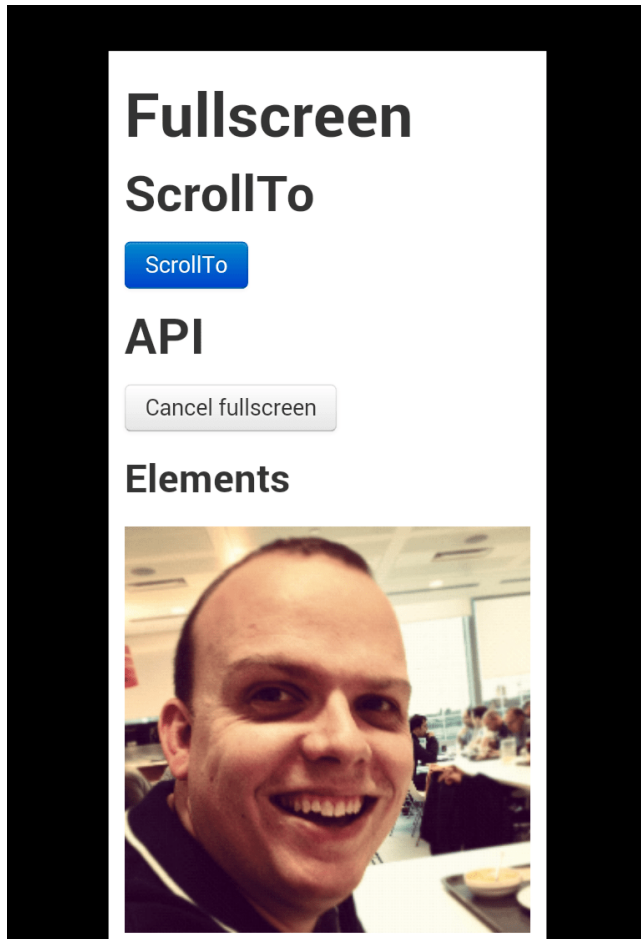 Fullscreen
ScrollTo
ScrollTo
API
Cancel fullscreen
Elements